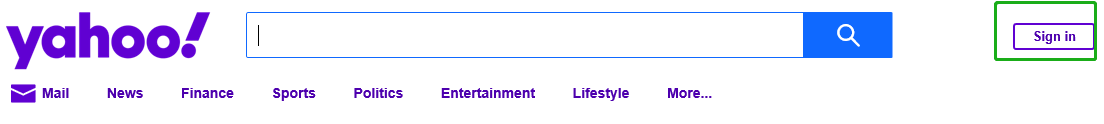 yahoo!
Sign in
Mail News Finance Sports Politics Entertainment Lifestyle More...